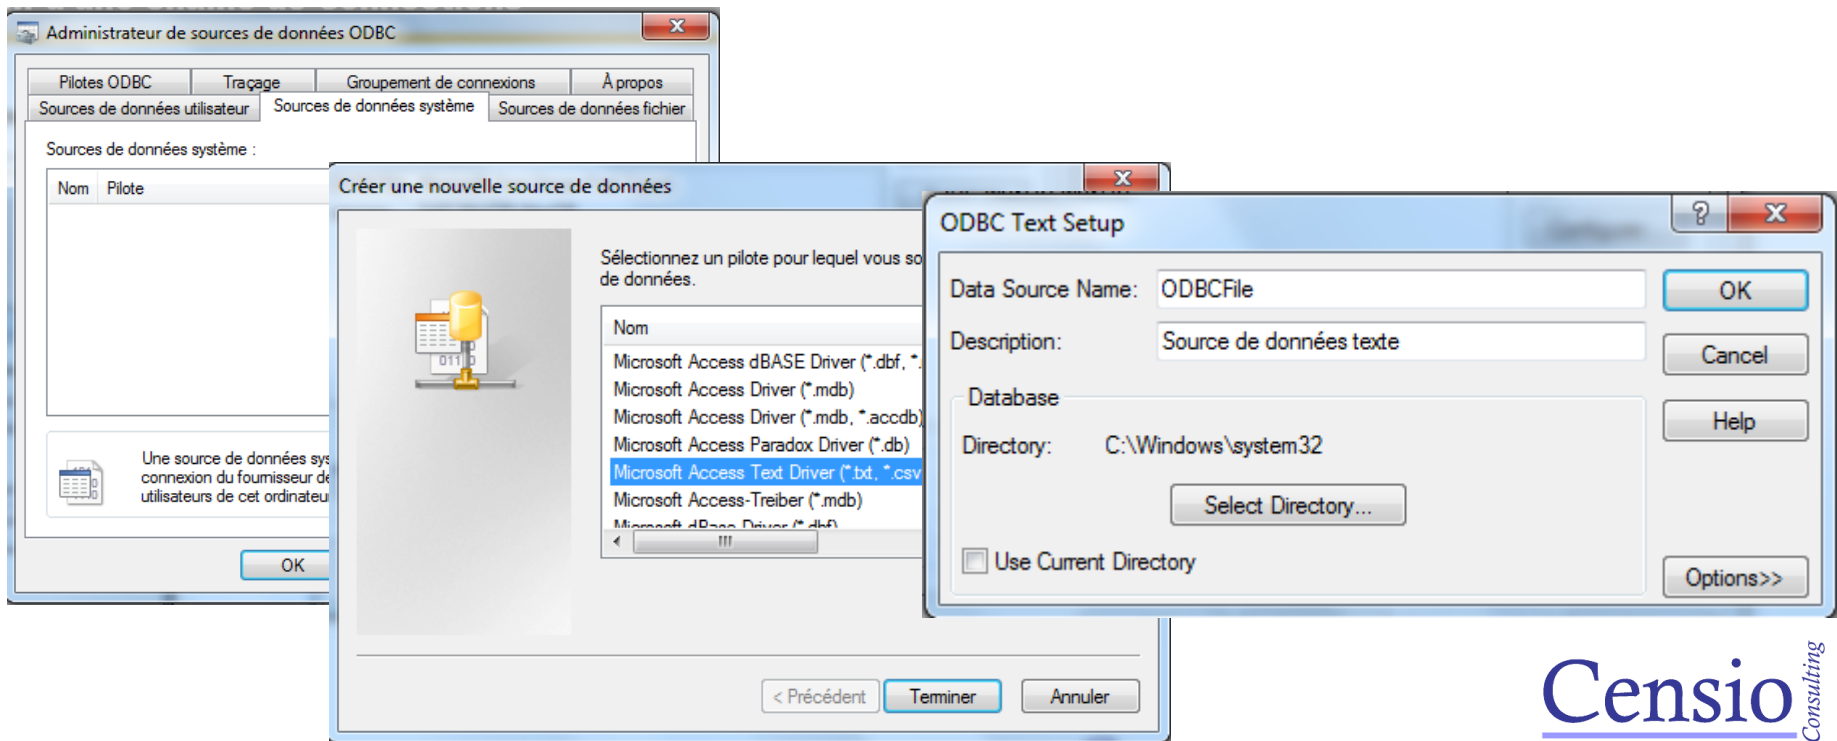 Administrateur de sources de données ODBC
Pilotes ODBC
Traçage
Groupement de connexions
À propos
Sources de données utilisateur
Sources de données système
Sources de données fichier
Sources de données système :
Nom
Pilote
Une source de données sys
connexion du fournisseur de
utilisateurs de cet ordinateu
OK
Créer une nouvelle source de données
Sélectionnez un pilote pour lequel vous so
de données.
Nom
Microsoft Access dBASE Driver (*.dbf, *.
Microsoft Access Driver (*.mdb)
Microsoft Access Driver (*.mdb, *.accdb)
Microsoft Access Paradox Driver (*.db)
Microsoft Access Text Driver (*.txt, *.csv
Microsoft Access-Treiber (*.mdb)
Microsoft dBase Driver (*.dbf)
< Précédent
Terminer
Annuler
ODBC Text Setup
Data Source Name:
ODBCFile
OK
Description:
Source de données texte
Cancel
Database
Help
Directory:
C:\Windows\system32
Select Directory...
Use Current Directory
Options>>
Censio
Consulting